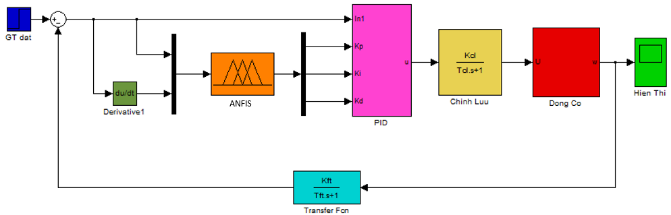 GT dat
du/dt
Derivative1
ANFIS
In1
Kp
Ki
Kd
u
PID
Kcl
Tcl.s+1
Chinh Luu
U
Dong Co
Hien Thi
Kft
Tft.s+1
Transfer Fcn